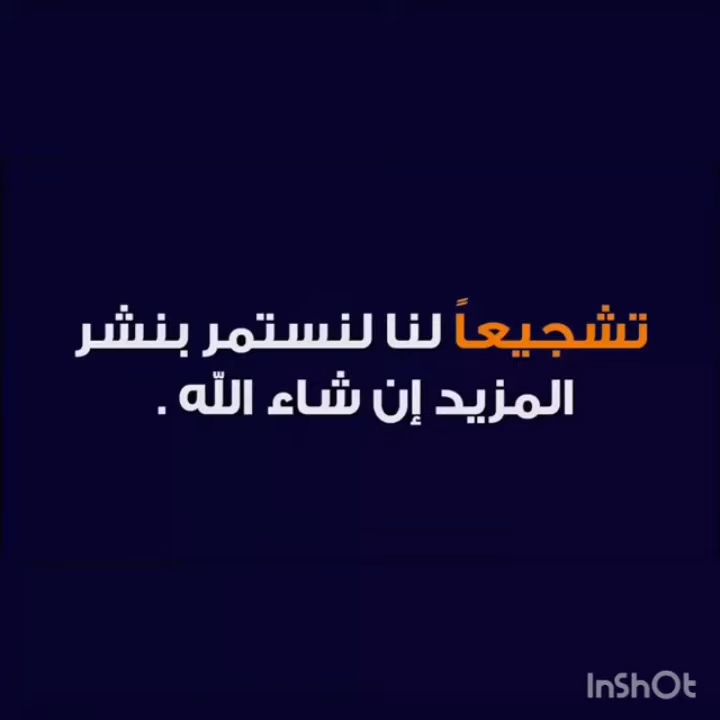 تشجيعاً لنا لنستمر بنشر
المزيد إن شاء الله .
InShOt